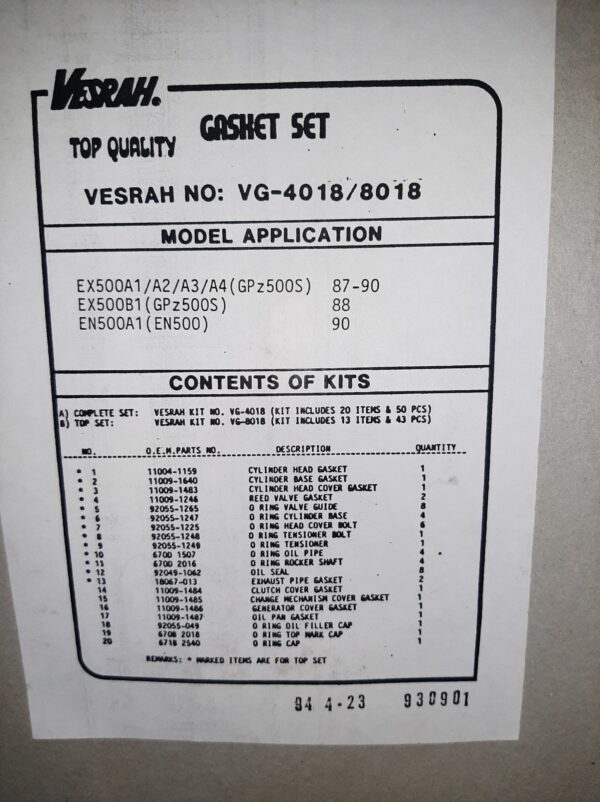 VESRAH.
GASKET SET
TOP QUALITY
VESRAH NO: VG-4018/8018
MODEL APPLICATION
EX500A1/A2/A3/A4(GPz500S) 87-90
EX500B1(GPz500S) 88
EN500A1(EN500) 90
CONTENTS OF KITS
A) COMPLETE SET: VESRAH KIT NO. VG-4018 (KIT INCLUDES 20 ITEMS & 50 PCS)
B) TOP SET: VESRAH KIT NO. VG-8018 (KIT INCLUDES 13 ITEMS & 43 PCS)
NO. O.E.M.PARTS NO. DESCRIPTION QUANTITY
* 1 11004-1159 CYLINDER HEAD GASKET 1
* 2 11009-1640 CYLINDER BASE GASKET 1
* 3 11009-1483 CYLINDER HEAD COVER GASKET 1
* 4 11009-1246 REED VALVE GASKET 2
* 5 92055-1265 O RING VALVE GUIDE 8
* 6 92055-1247 O RING CYLINDER BASE 4
* 7 92055-1225 O RING HEAD COVER BOLT 6
* 8 92055-1248 O RING TENSIONER BOLT 1
* 9 92055-1249 O RING TENSIONER 1
* 10 6700 1507 O RING OIL PIPE 4
* 11 6700 2016 O RING ROCKER SHAFT 4
* 12 92049-1062 OIL SEAL 8
* 13 18067-013 EXHAUST PIPE GASKET 2
14 11009-1484 CLUTCH COVER GASKET 1
15 11009-1485 CHANGE MECHANISM COVER GASKET 1
16 11009-1486 GENERATOR COVER GASKET 1
17 11009-1487 OIL PAN GASKET 1
18 92055-049 O RING OIL FILLER CAP 1
19 6708 2018 O RING TOP MARK CAP 1
20 6718 2540 O RING CAP 1
REMARKS: * MARKED ITEMS ARE FOR TOP SET
94 4-23 930901